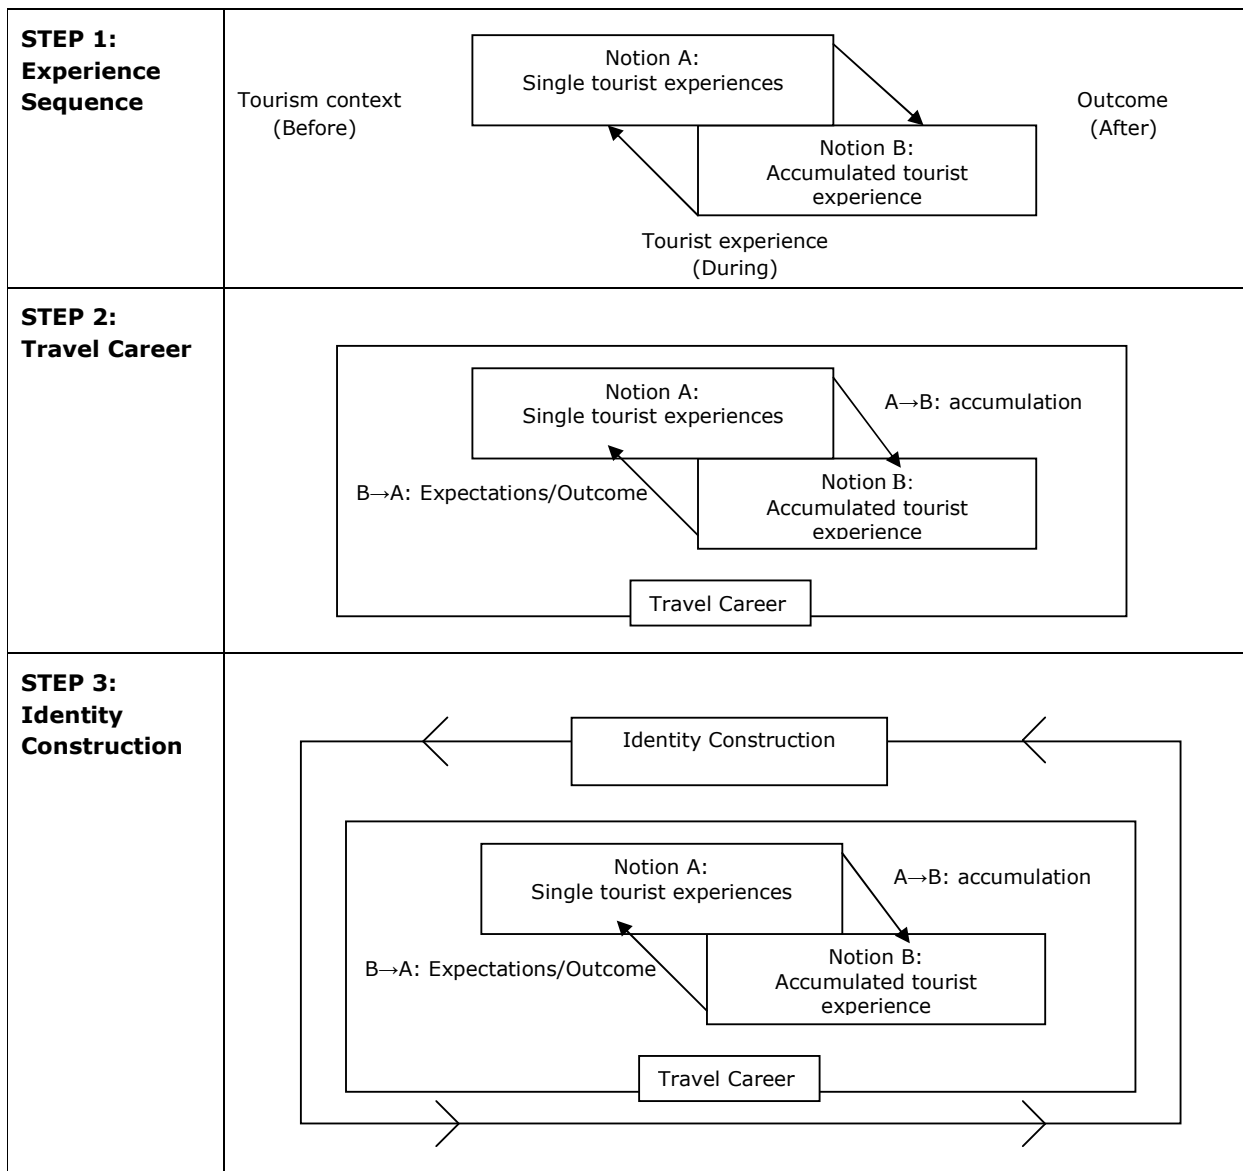 STEP 1:
Experience
Sequence
Tourism context
(Before)
Notion A:
Single tourist experiences
Notion B:
Accumulated tourist
experience
Outcome
(After)
Tourist experience
(During)
STEP 2:
Travel Career
Notion A:
Single tourist experiences
A→B: accumulation
B→A: Expectations/Outcome
Notion B:
Accumulated tourist
experience
Travel Career
STEP 3:
Identity
Construction
Identity Construction
Notion A:
Single tourist experiences
A→B: accumulation
B→A: Expectations/Outcome
Notion B:
Accumulated tourist
experience
Travel Career